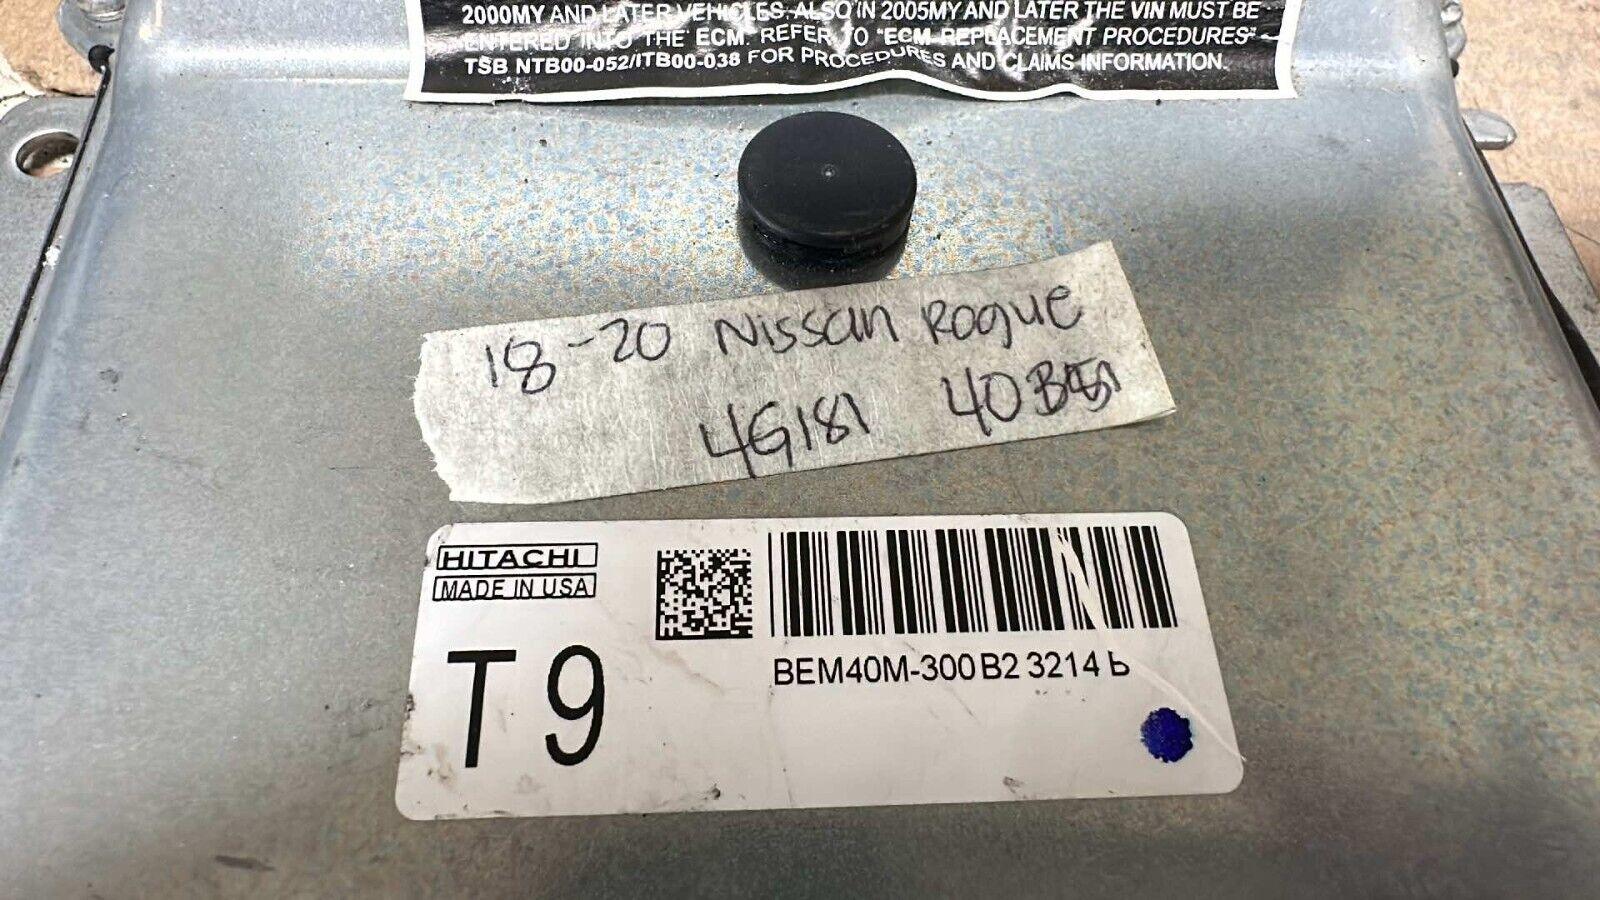 2000MY AND LATER VEHICLES. ALSO IN 2005MY AND LATER THE VIN MUST BE
ENTERED INTO THE ECM. REFER TO "ECM REPLACEMENT PROCEDURES"
TSB NTB00-052/ITB00-038 FOR PROCEDURES AND CLAIMS INFORMATION.
18-20 Nissan Rogue
4G181
HITACHI
MADE IN USA
T9
BEM40M-300 B2 3214